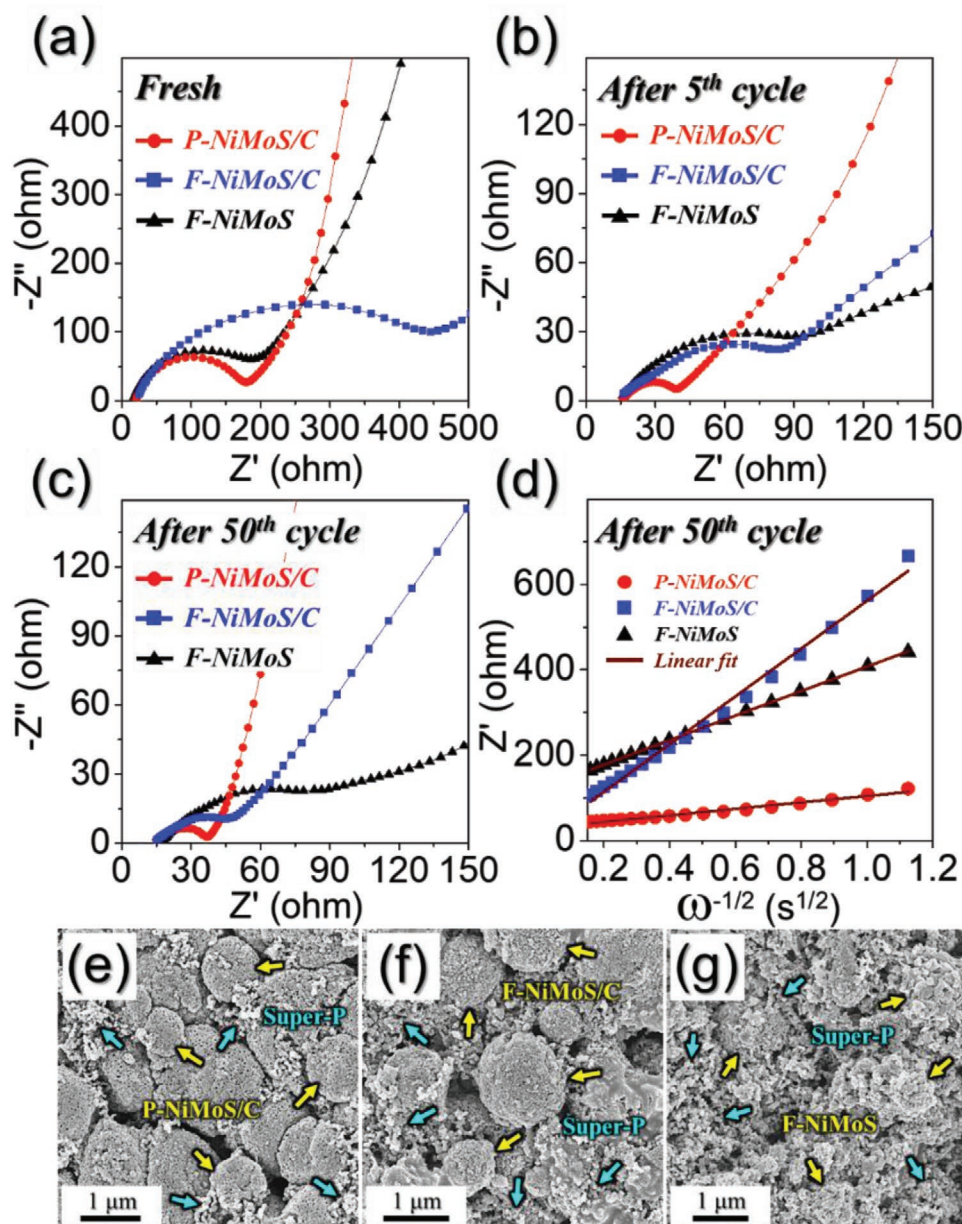 (a)
Fresh
P-NiMoS/C
F-NiMoS/C
F-NiMoS
-Z" (ohm)
400
300
200
100
0
0 100 200 300 400 500
Z' (ohm)
(b)
After 5th cycle
P-NiMoS/C
F-NiMoS/C
F-NiMoS
-Z" (ohm)
120
90
60
30
0
0 30 60 90 120 150
Z' (ohm)
(c)
After 50th cycle
P-NiMoS/C
F-NiMoS/C
F-NiMoS
-Z" (ohm)
120
90
60
30
0
0 30 60 90 120 150
Z' (ohm)
(d)
After 50th cycle
P-NiMoS/C
F-NiMoS/C
F-NiMoS
Linear fit
Z' (ohm)
600
400
200
0
0.2 0.4 0.6 0.8 1.0 1.2
ω-1/2 (s1/2)
(e)
Super-P
P-NiMoS/C
1 μm
(f)
F-NiMoS/C
Super-P
1 μm
(g)
Super-P
F-NiMoS
1 μm